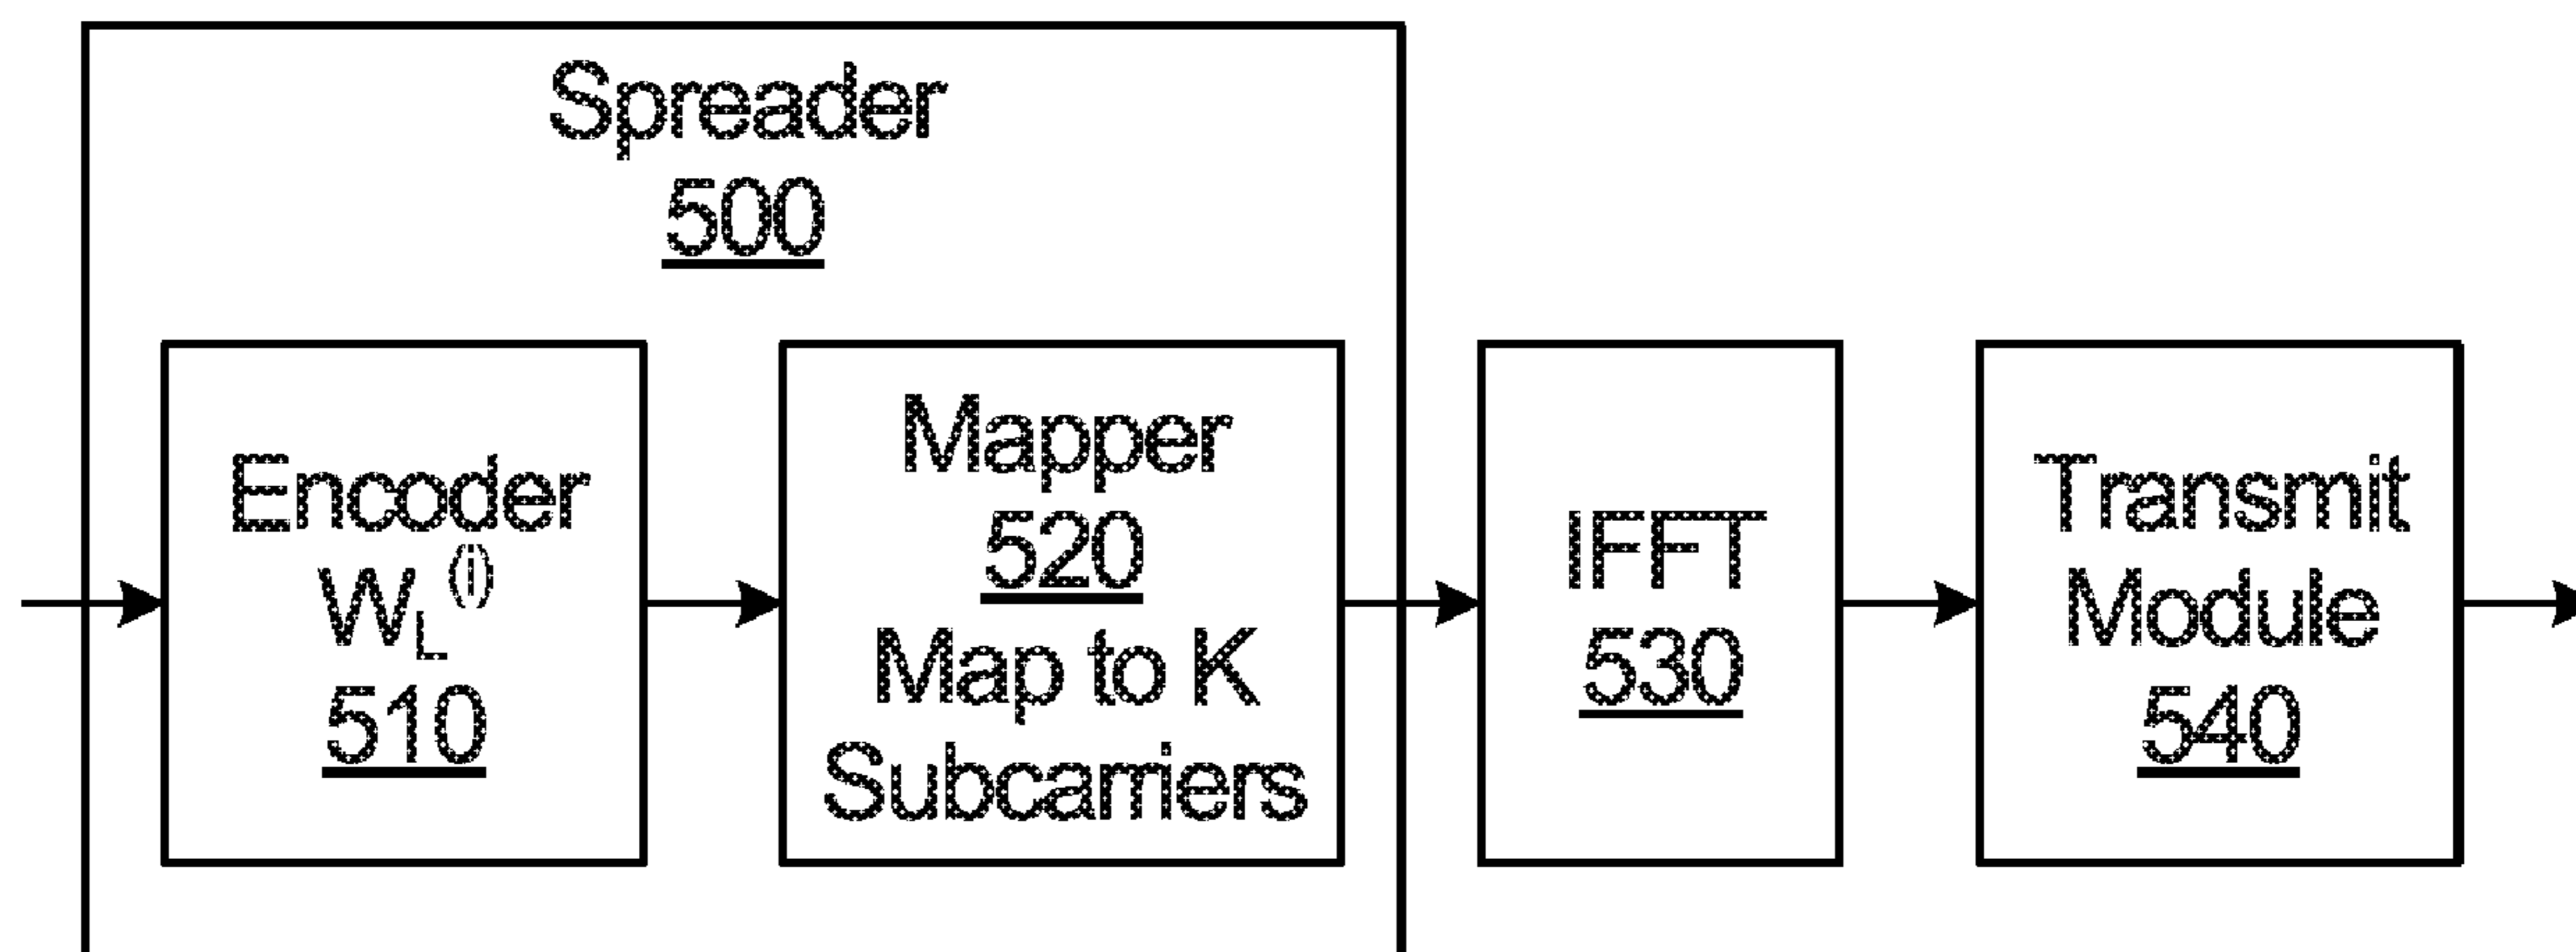 Spreader
500
Encoder
W_L^(i)
510
Mapper
520
Map to K
Subcarriers
IFFT
530
Transmit
Module
540